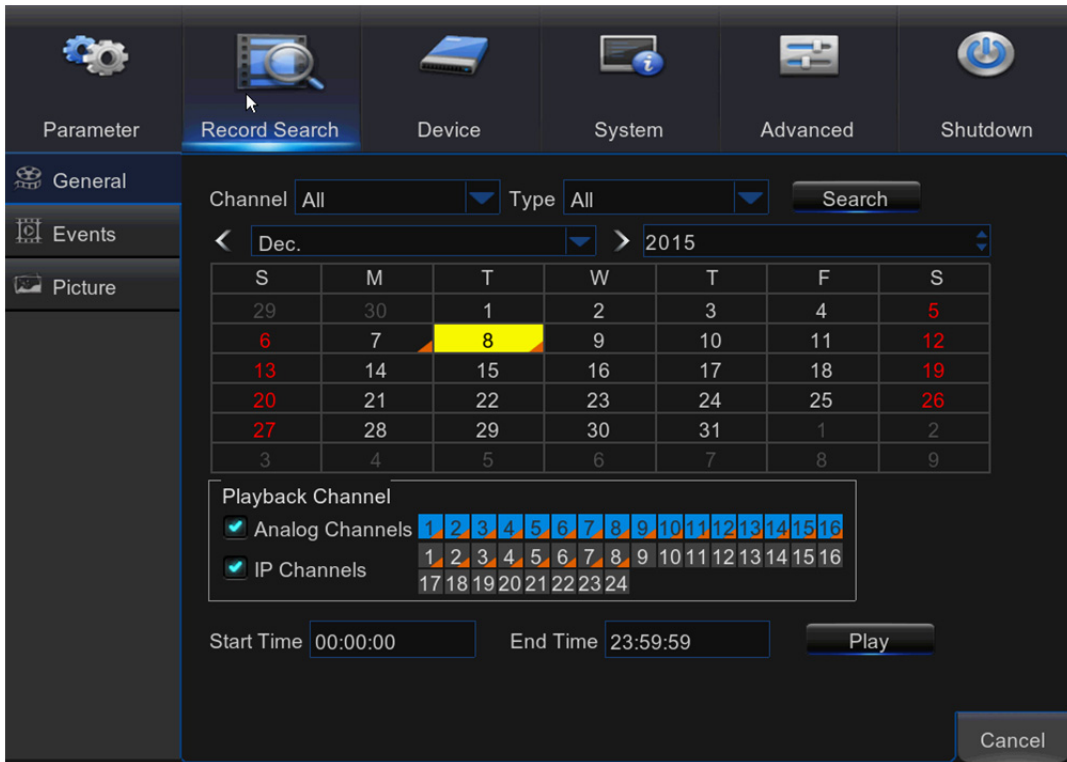 Parameter Record Search Device System Advanced Shutdown
General
Events
Picture
Channel All Type All Search
< Dec. > 2015
S M T W T F S
29 30 1 2 3 4 5
6 7 8 9 10 11 12
13 14 15 16 17 18 19
20 21 22 23 24 25 26
27 28 29 30 31 1 2
3 4 5 6 7 8 9
Playback Channel
Analog Channels 1 2 3 4 5 6 7 8 9 10 11 12 13 14 15 16
IP Channels 1 2 3 4 5 6 7 8 9 10 11 12 13 14 15 16
17 18 19 20 21 22 23 24
Start Time 00:00:00 End Time 23:59:59 Play
Cancel